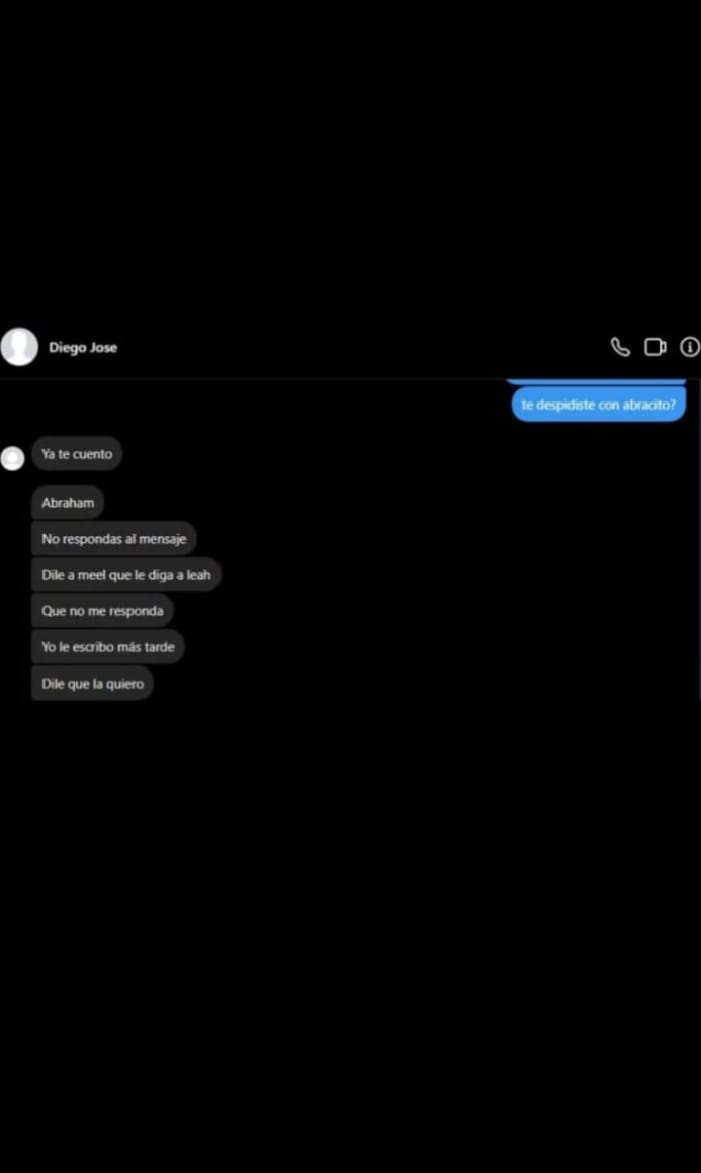 Diego Jose
te despidiste con abracito?
Ya te cuento
Abraham
No respondas al mensaje
Dile a meel que le diga a leah
Que no me responda
Yo le escribo más tarde
Dile que la quiero